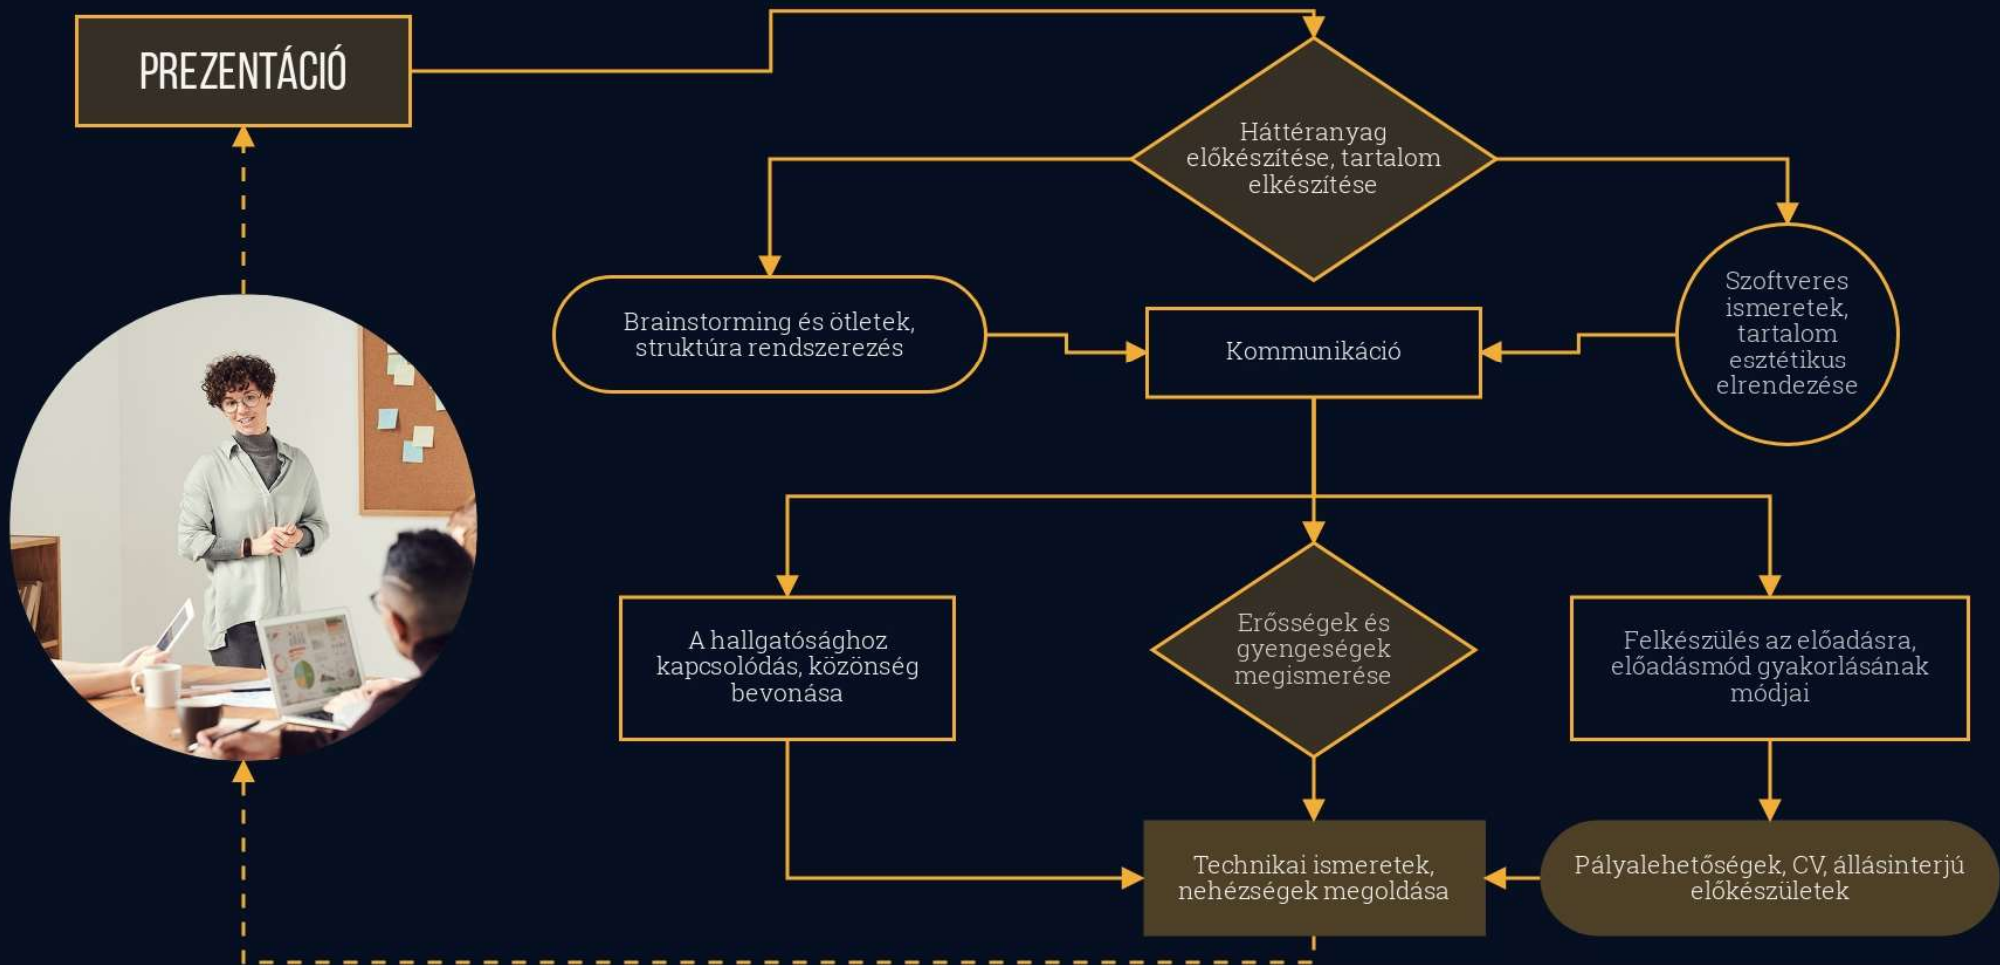 PREZENTÁCIÓ
Háttéranyag
előkészítése, tartalom
elkészítése
Brainstorming és ötletek,
struktúra rendszerezés
Kommunikáció
Szoftveres
ismeretek,
tartalom
esztétikus
elrendezése
A hallgatósághoz
kapcsolódás, közönség
bevonása
Erősségek és
gyengeségek
megismerése
Felkészülés az előadásra,
előadásmód gyakorlásának
módjai
Technikai ismeretek,
nehézségek megoldása
Pályalehetőségek, CV, állásinterjú
előkészületek